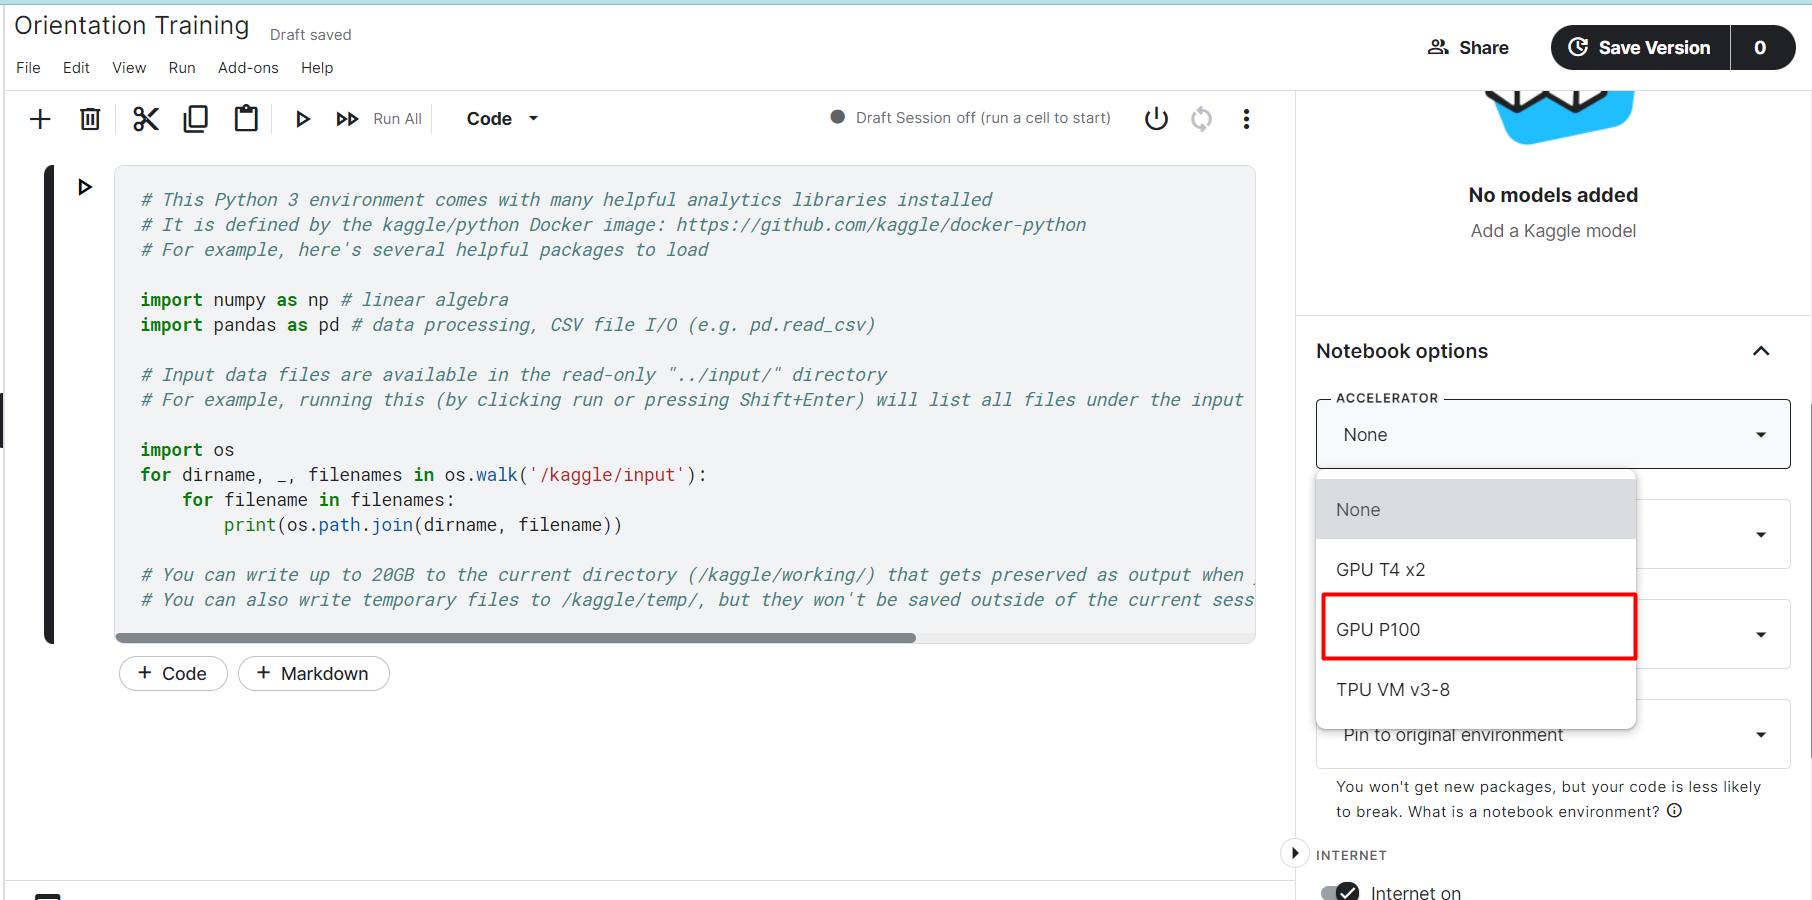 Orientation Training
Draft saved
File Edit View Run Add-ons Help
Share
Save Version 0
Run All
Code
Draft Session off (run a cell to start)
# This Python 3 environment comes with many helpful analytics libraries installed
# It is defined by the kaggle/python Docker image: https://github.com/kaggle/docker-python
# For example, here's several helpful packages to load
import numpy as np # linear algebra
import pandas as pd # data processing, CSV file I/O (e.g. pd.read_csv)
# Input data files are available in the read-only "../input/" directory
# For example, running this (by clicking run or pressing Shift+Enter) will list all files under the input
import os
for dirname, _, filenames in os.walk('/kaggle/input'):
    for filename in filenames:
        print(os.path.join(dirname, filename))
# You can write up to 20GB to the current directory (/kaggle/working/) that gets preserved as output when
# You can also write temporary files to /kaggle/temp/, but they won't be saved outside of the current sess
+ Code
+ Markdown
No models added
Add a Kaggle model
Notebook options
ACCELERATOR
None
None
GPU T4 x2
GPU P100
TPU VM v3-8
Pin to original environment
You won't get new packages, but your code is less likely
to break. What is a notebook environment?
INTERNET
Internet on